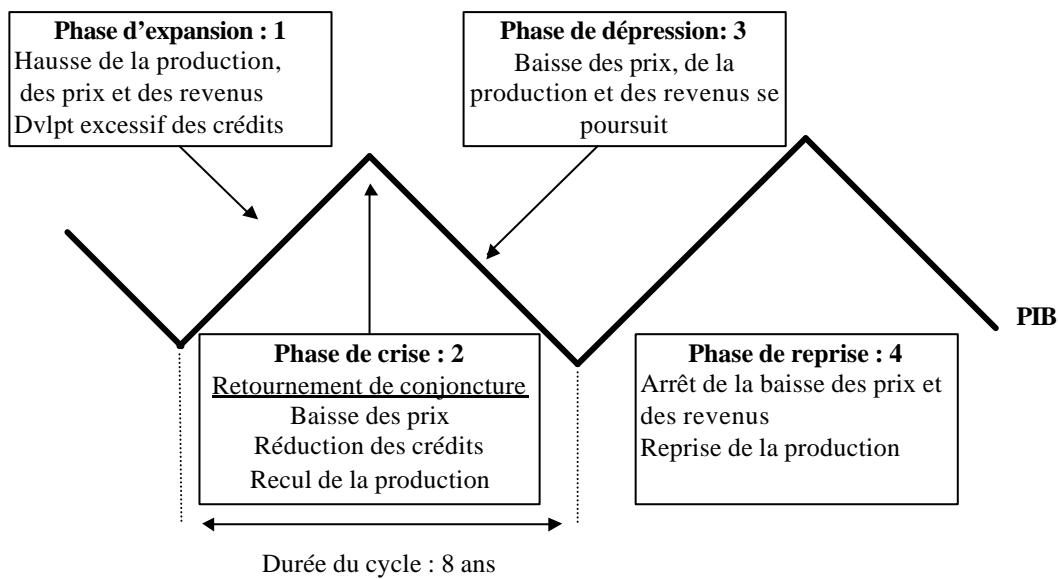 Phase d'expansion : 1
Hausse de la production,
des prix et des revenus
Dvlpt excessif des crédits
Phase de dépression: 3
Baisse des prix, de la
production et des revenus se
poursuit
PIB
Phase de crise : 2
Retournement de conjoncture
Baisse des prix
Réduction des crédits
Recul de la production
Phase de reprise : 4
Arrêt de la baisse des prix et
des revenus
Reprise de la production
Durée du cycle : 8 ans